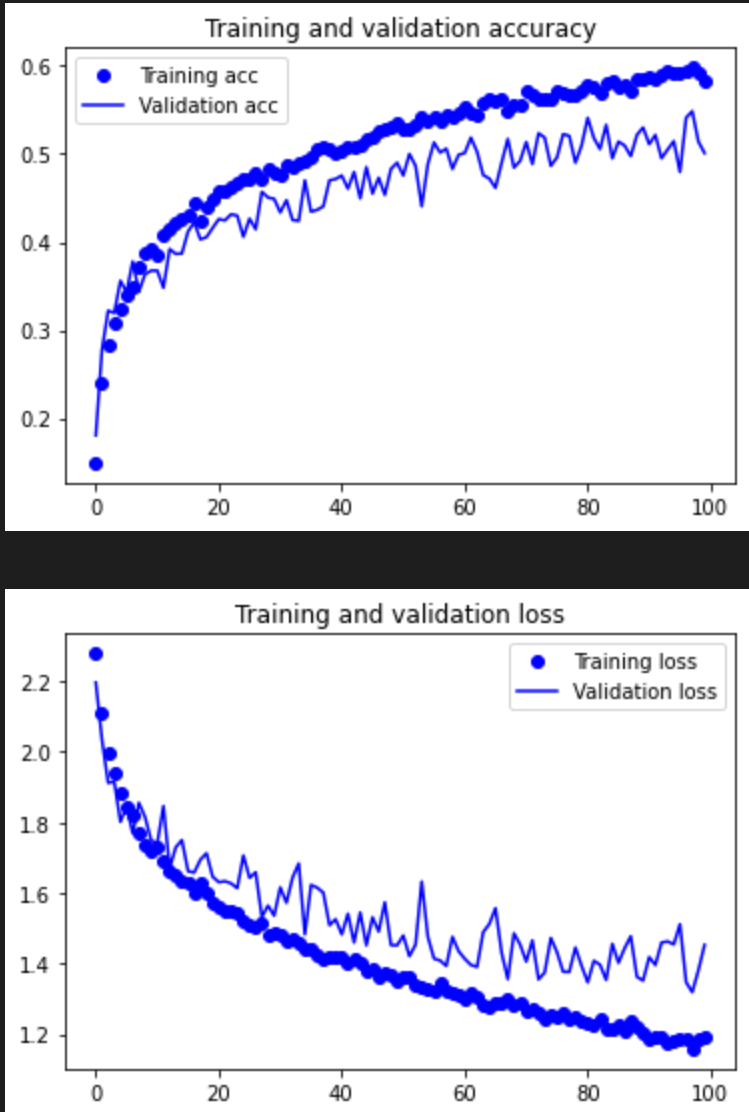 Training and validation accuracy
0.6
Training acc
Validation acc
0.5
0.4
0.3
0.2
0 20 40 60 80 100
Training and validation loss
Training loss
2.2
Validation loss
2.0
1.8
1.6
1.4
1.2
0 20 40 60 80 100